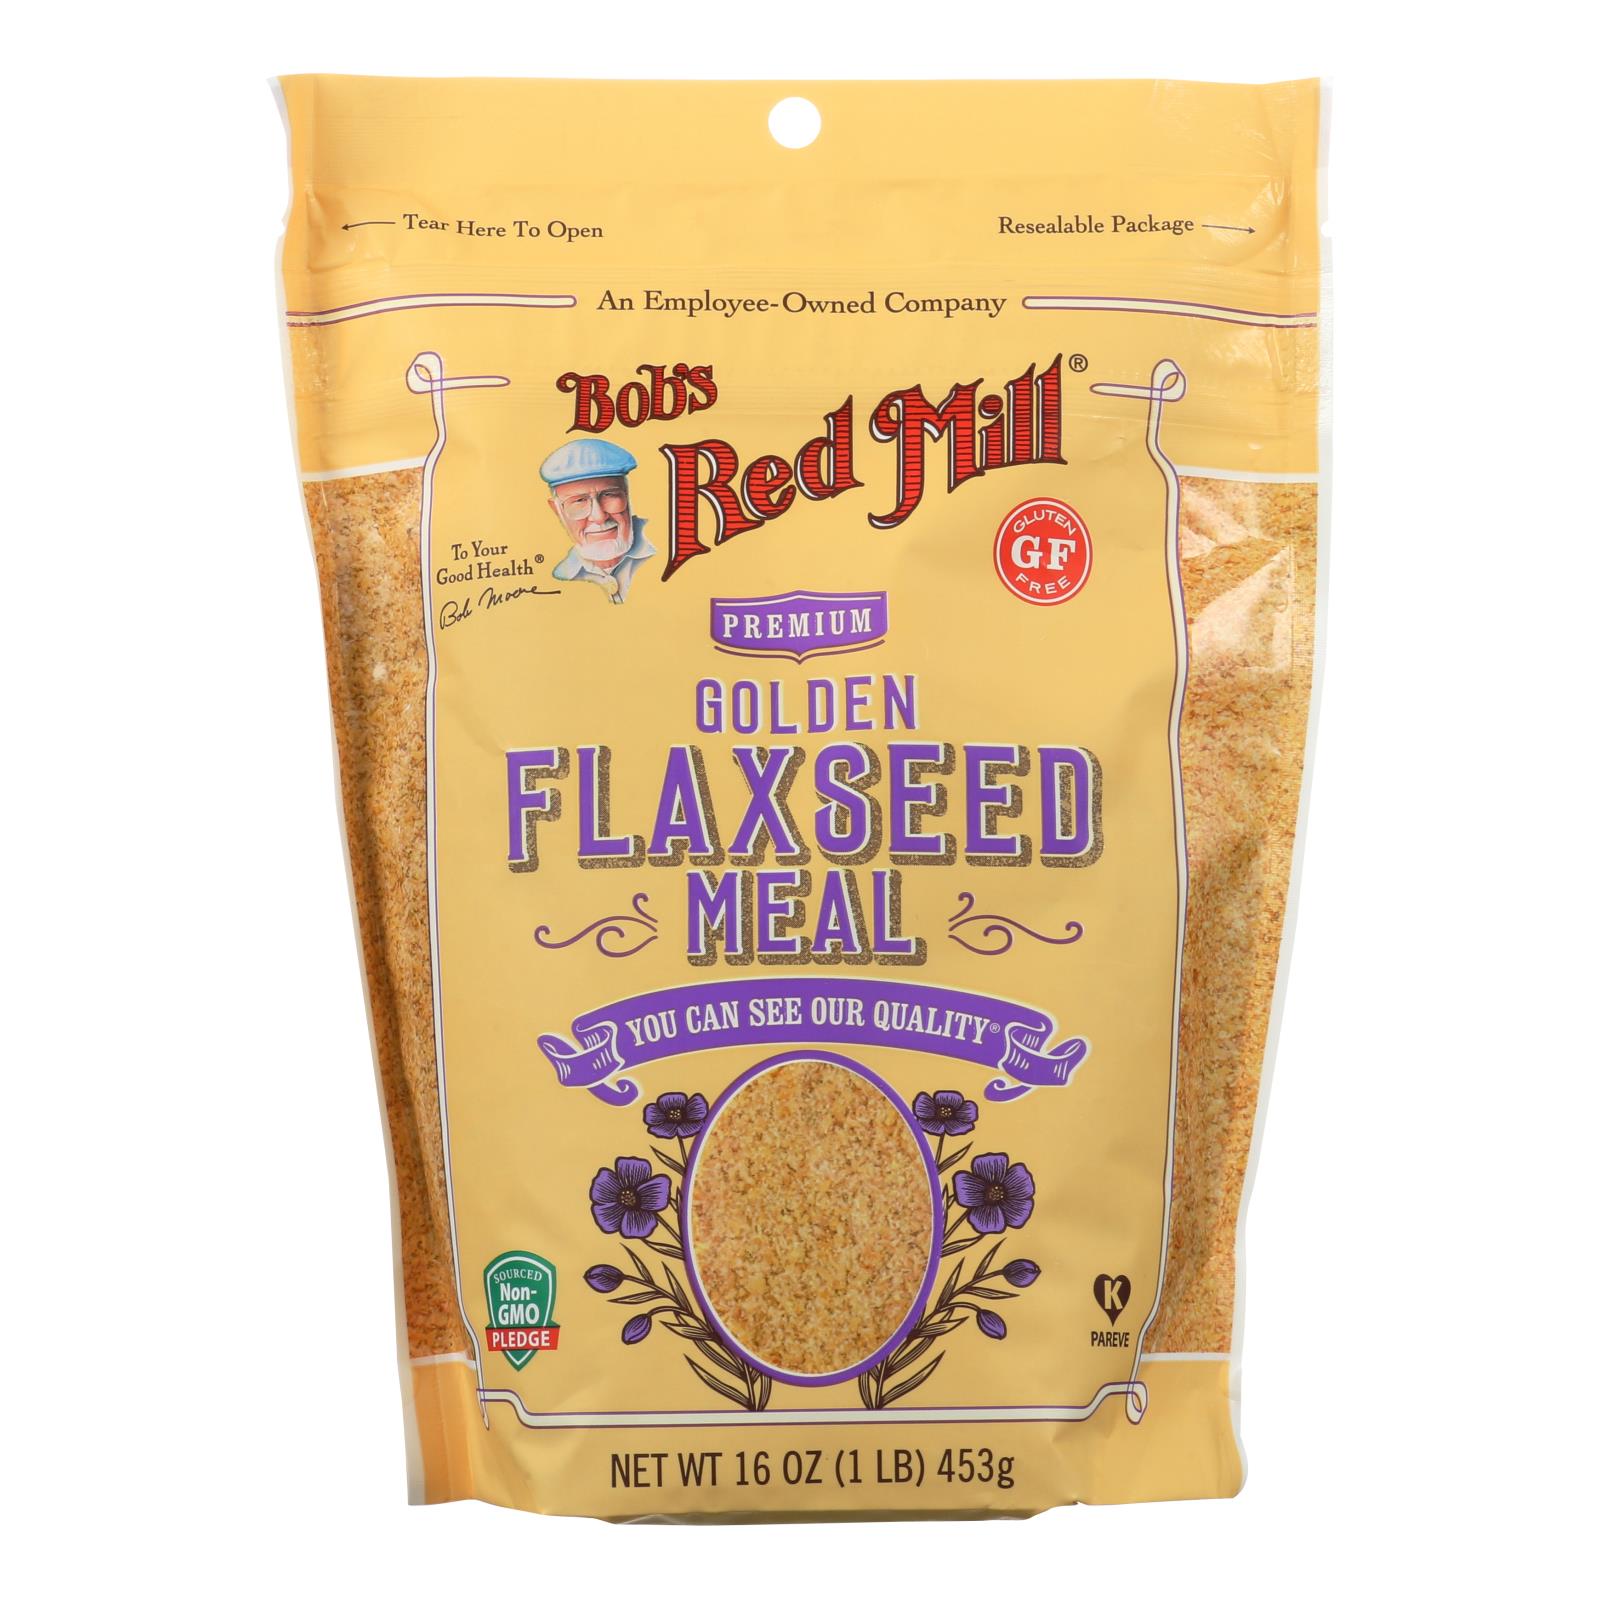 Tear Here To Open
Resealable Package
An Employee-Owned Company
Bob's
Red Mill®
To Your
Good Health®
Bob Moore
GLUTEN
GF
FREE
PREMIUM
GOLDEN
FLAXSEED
MEAL
YOU CAN SEE OUR QUALITY®
SOURCED
Non-
GMO
PLEDGE
K
PAREVE
NET WT 16 OZ (1 LB) 453g